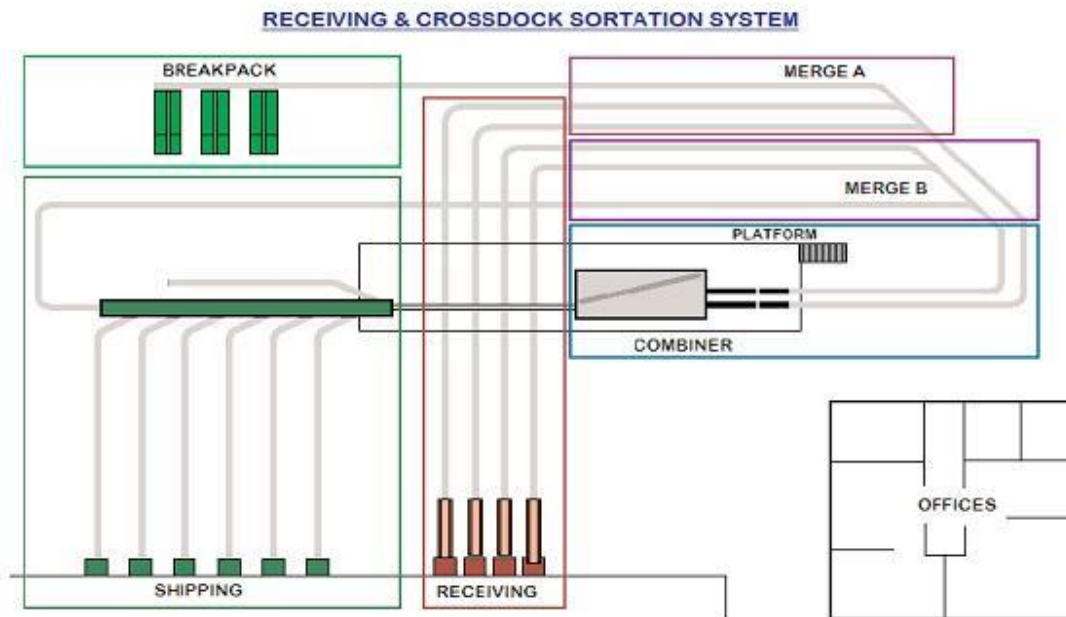 RECEIVING & CROSSDOCK SORTATION SYSTEM
BREAKPACK
MERGE A
MERGE B
PLATFORM
COMBINER
OFFICES
SHIPPING
RECEIVING